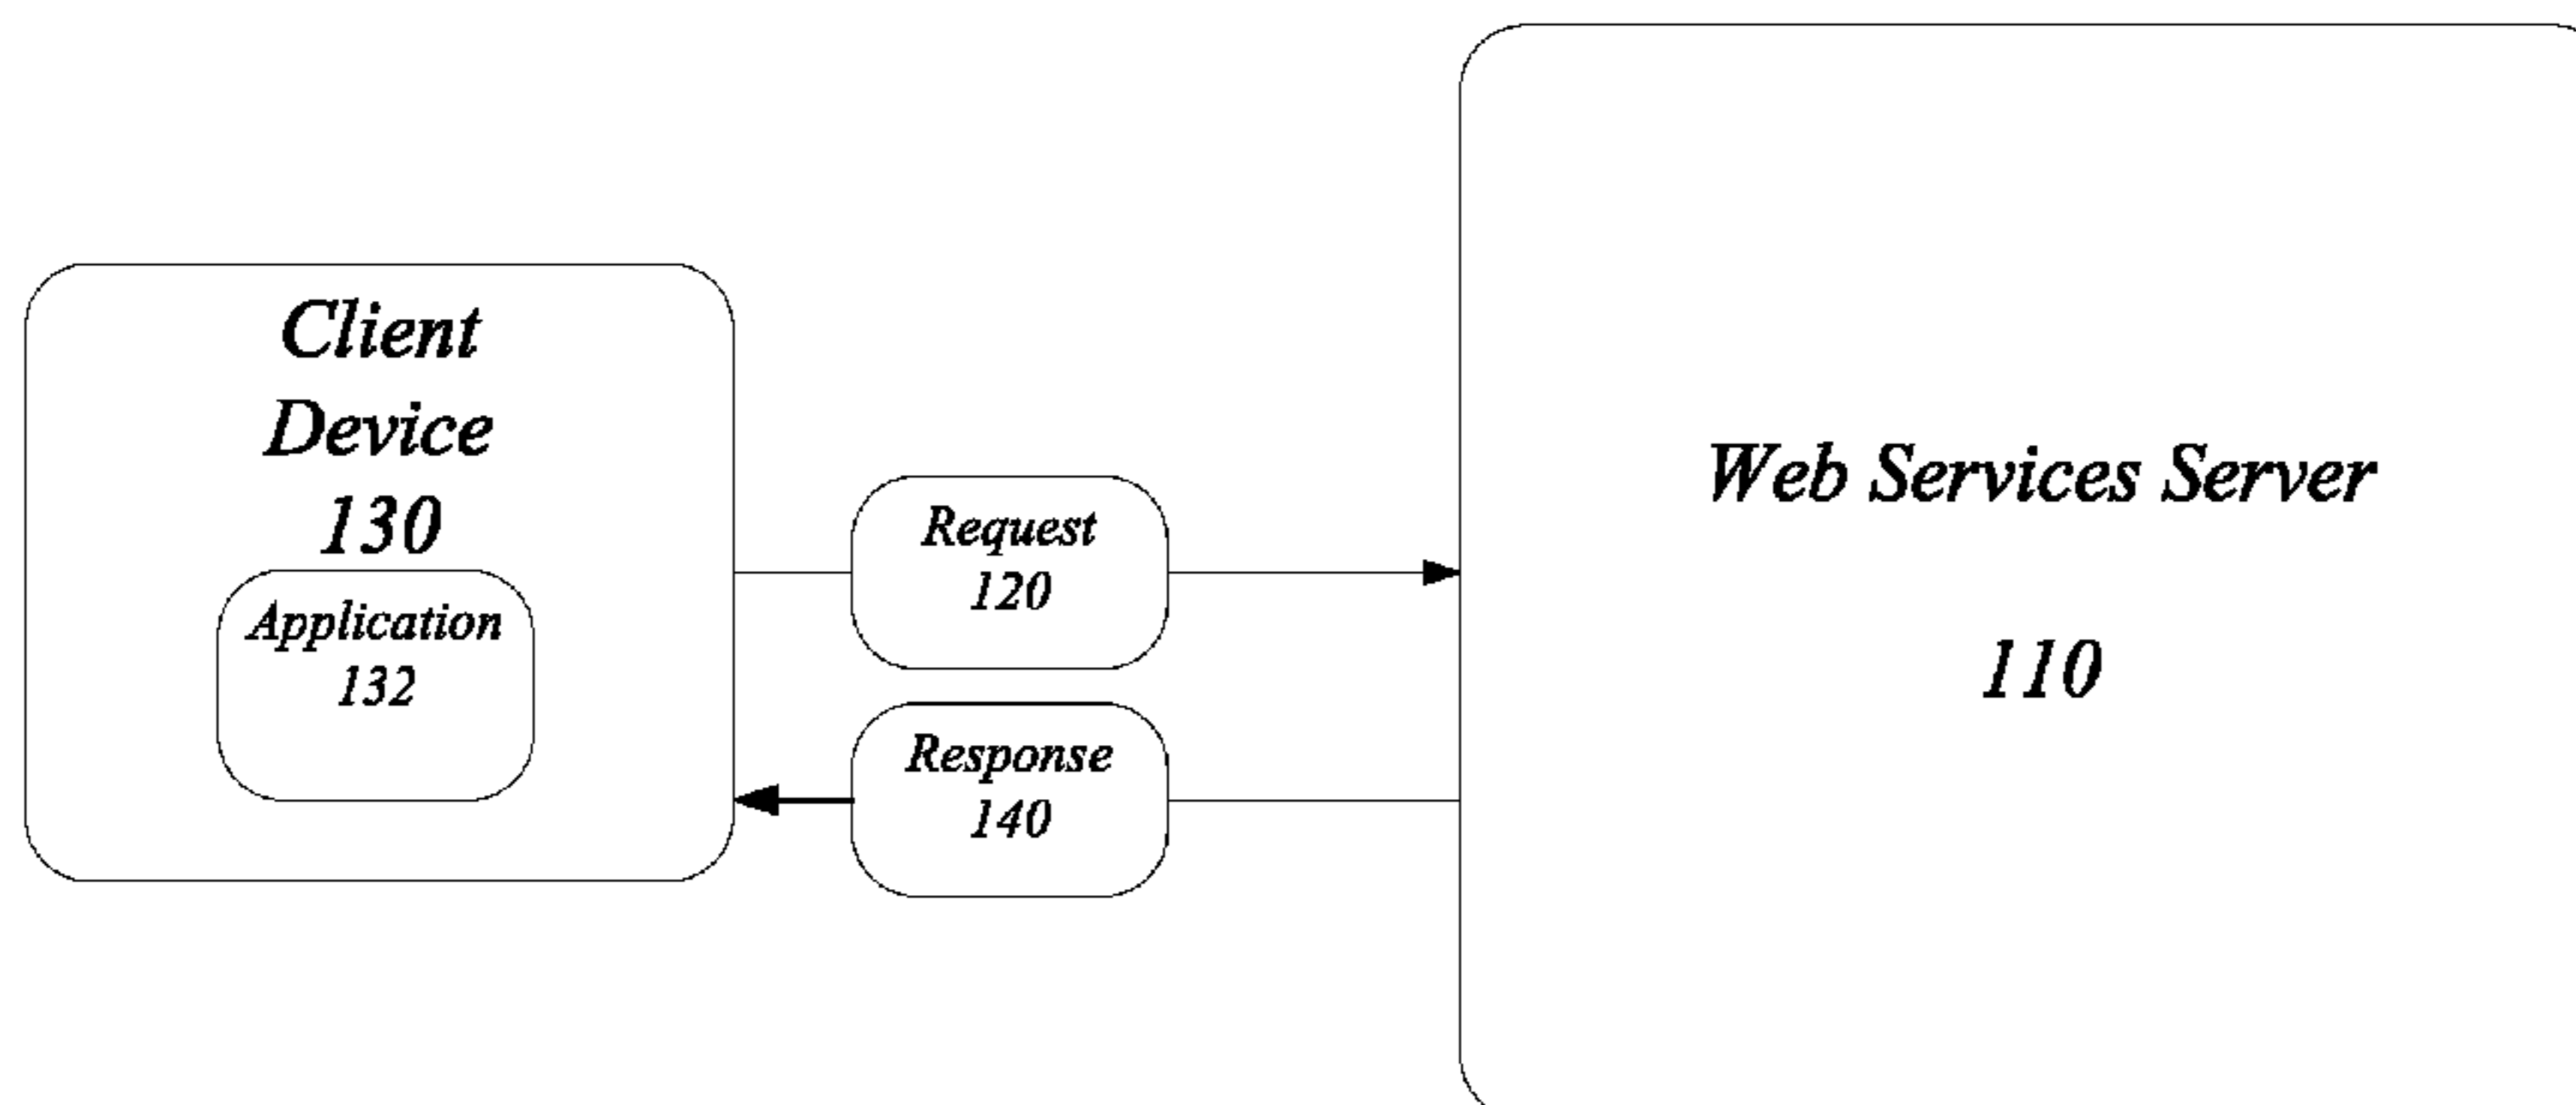 Client
Device
130
Application
132
Request
120
Response
140
Web Services Server
110